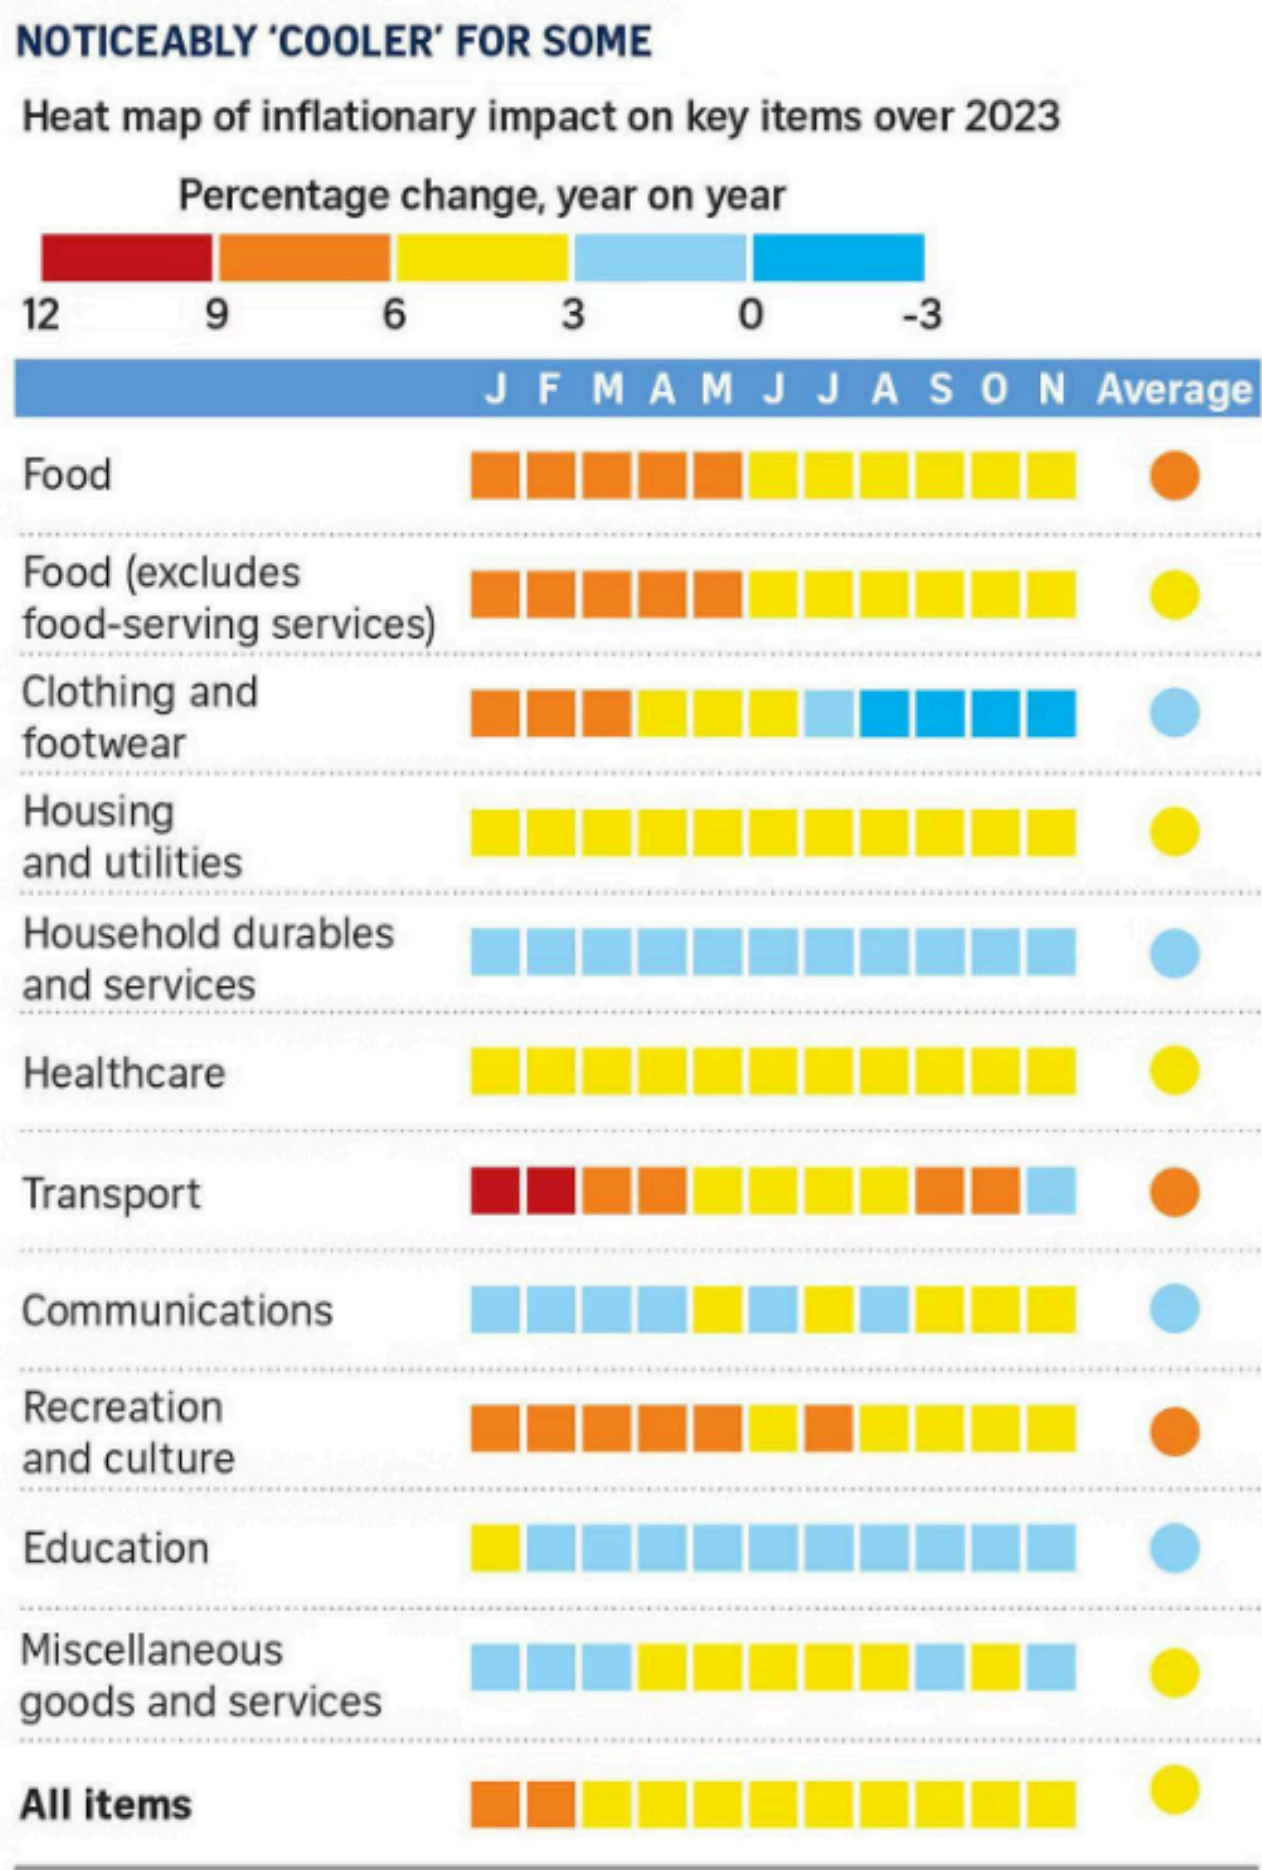 NOTICEABLY ‘COOLER’ FOR SOME
Heat map of inflationary impact on key items over 2023
Percentage change, year on year
12 9 6 3 0 -3
J F M A M J J A S O N Average
Food
Food (excludes
food-serving services)
Clothing and
footwear
Housing
and utilities
Household durables
and services
Healthcare
Transport
Communications
Recreation
and culture
Education
Miscellaneous
goods and services
All items